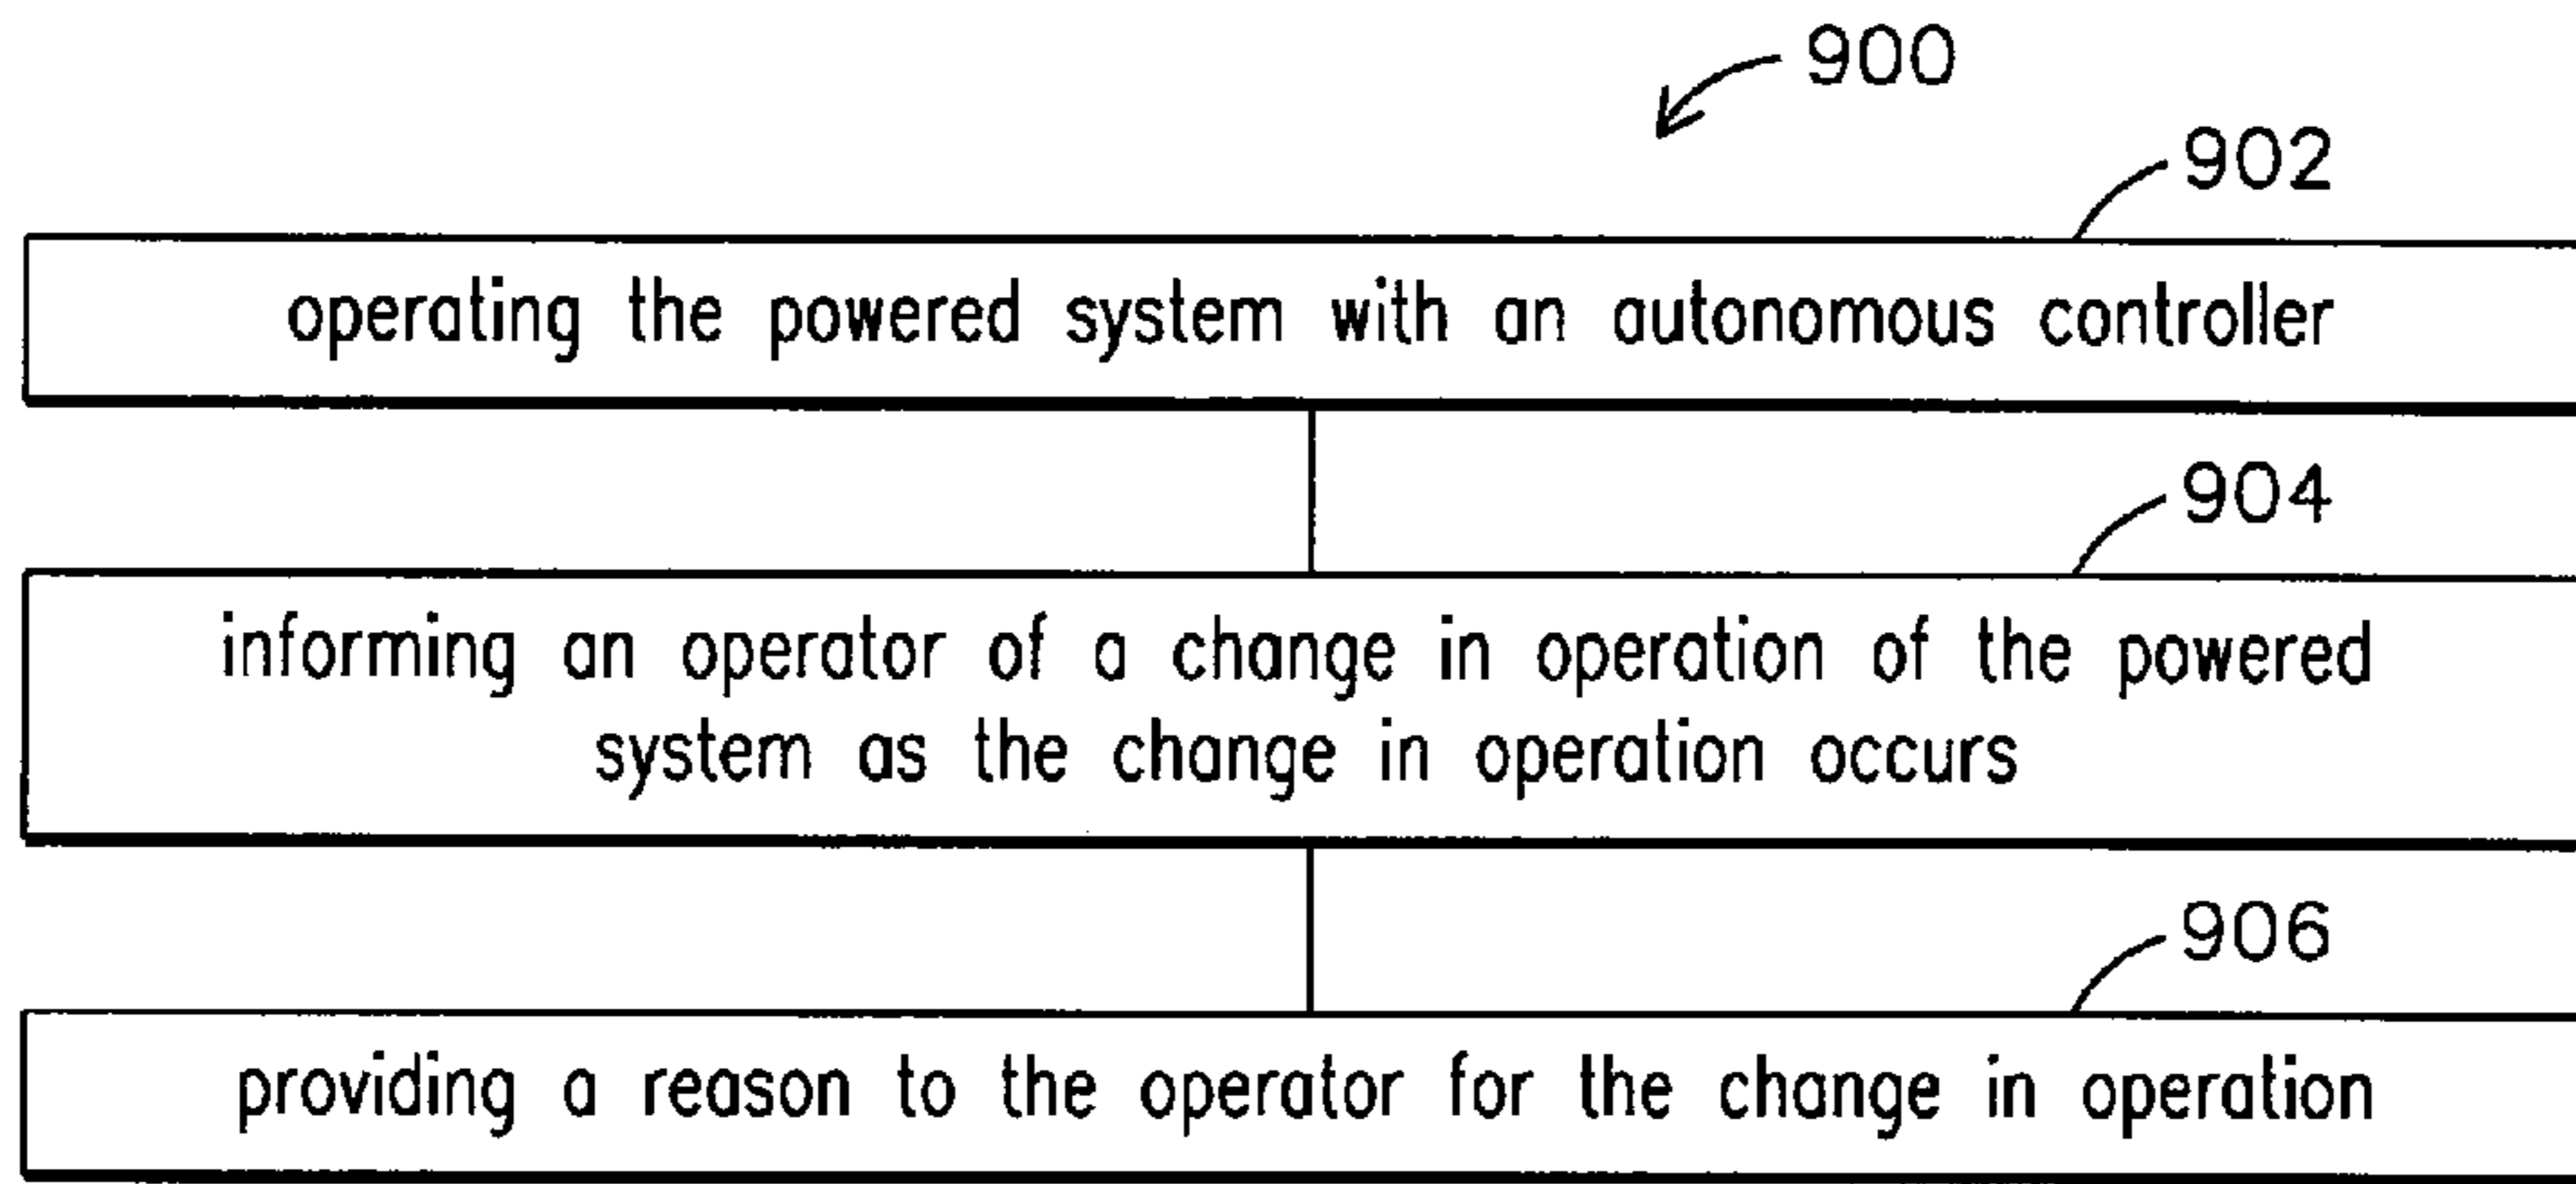 900
902
operating the powered system with an autonomous controller
904
informing an operator of a change in operation of the powered
system as the change in operation occurs
906
providing a reason to the operator for the change in operation